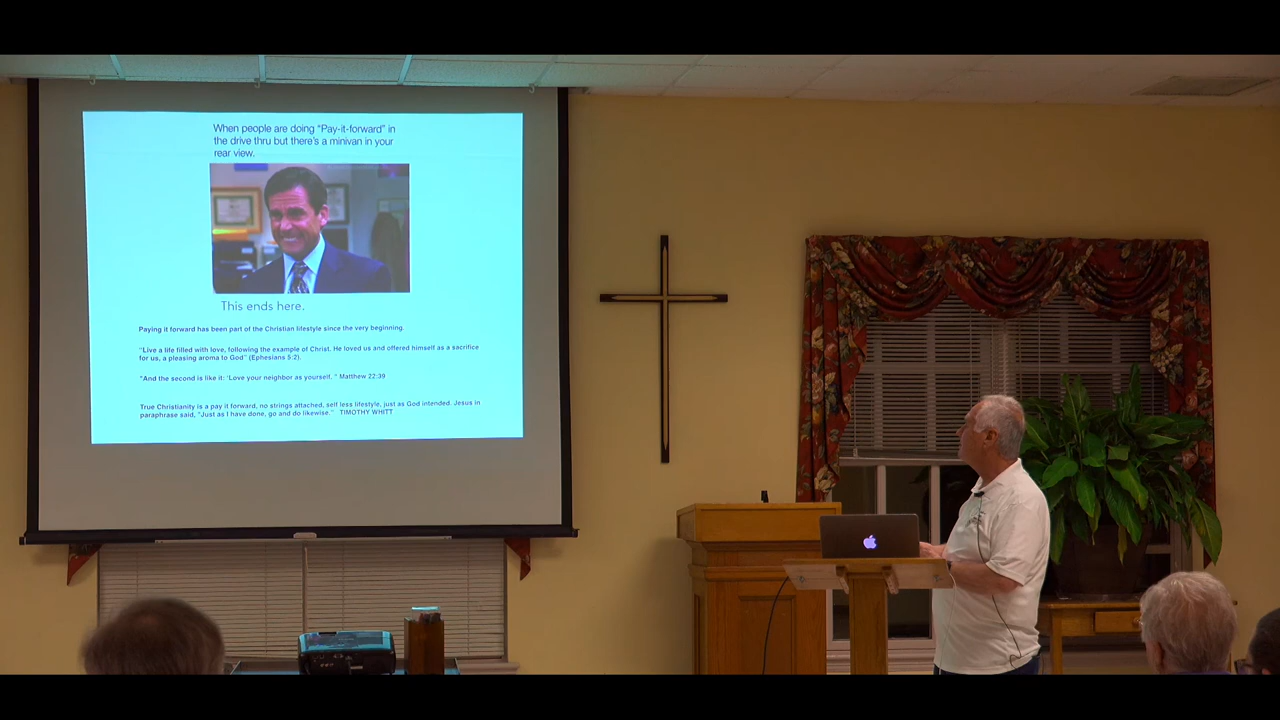 When people are doing "Pay-it-forward" in
the drive thru but there's a minivan in your
rear view.
This ends here.
Paying it forward has been part of the Christian lifestyle since the very beginning.
"Live a life filled with love, following the example of Christ. He loved us and offered himself as a sacrifice
for us, a pleasing aroma to God" (Ephesians 5:2).
"And the second is like it: 'Love your neighbor as yourself. " Matthew 22:39
True Christianity is a pay it forward, no strings attached, self less lifestyle, just as God intended. Jesus in
paraphrase said, "Just as I have done, go and do likewise." TIMOTHY WHITT